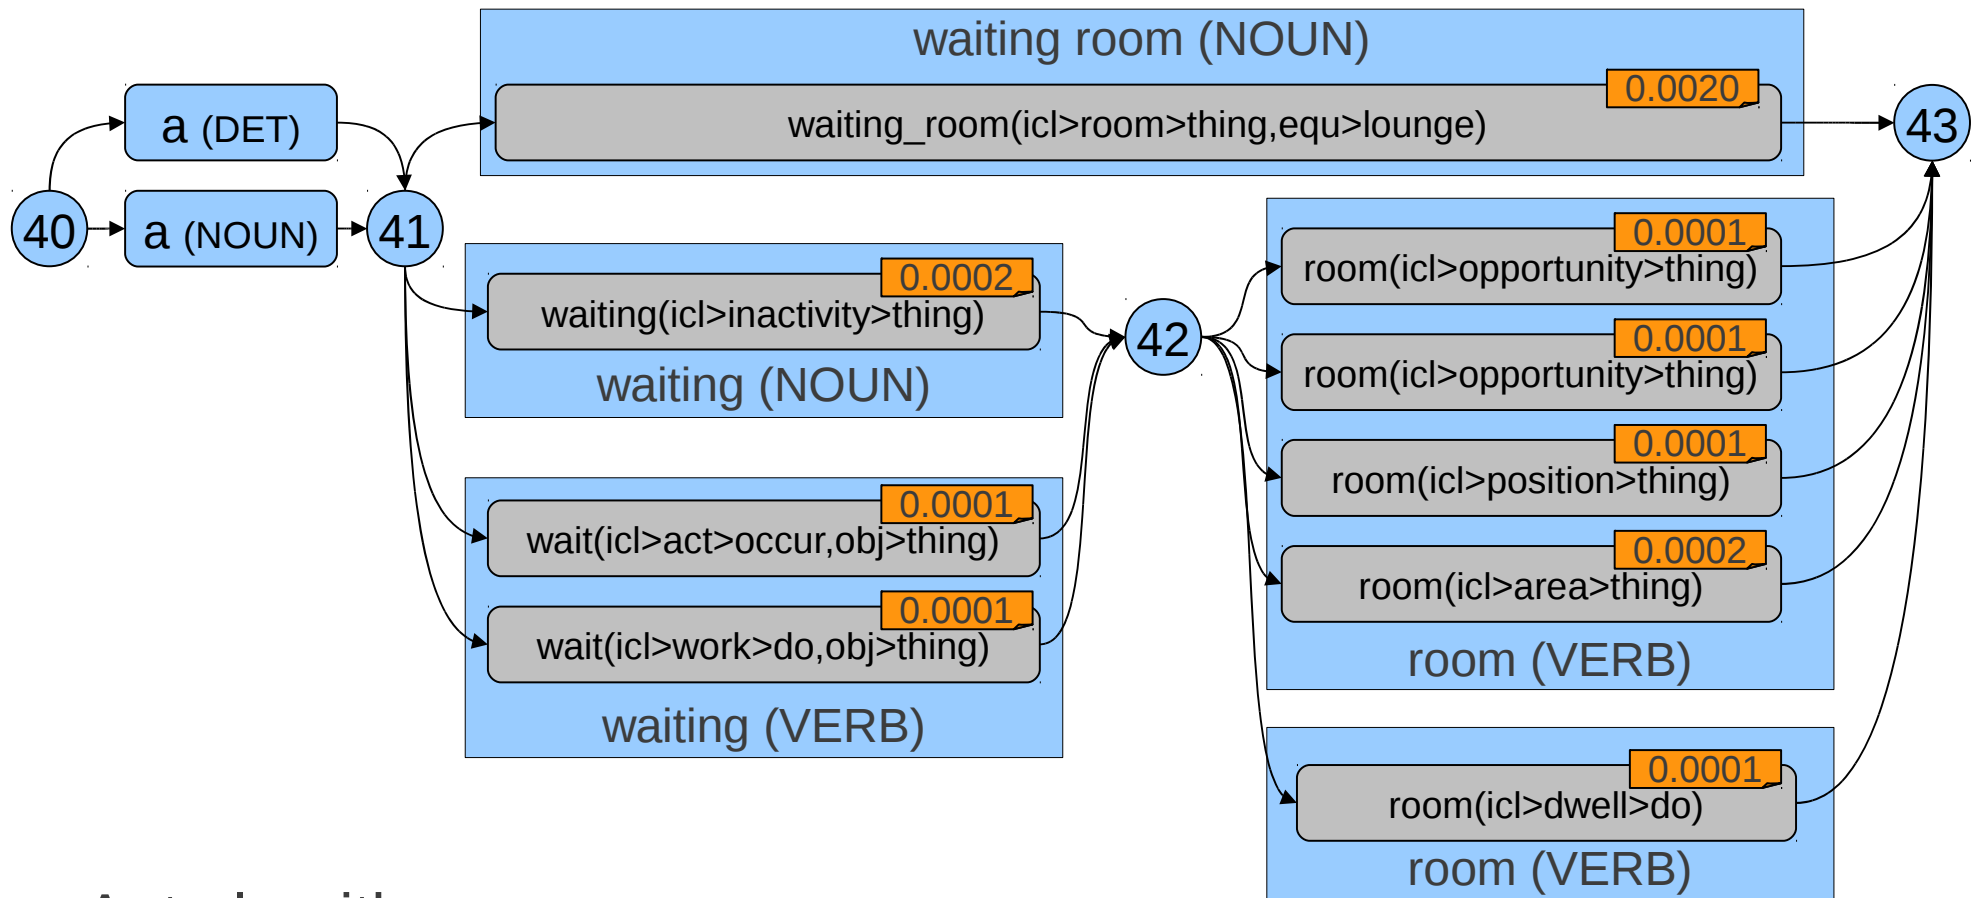 waiting room (NOUN)
0.0020
waiting_room(icl>room>thing,equ>lounge)
43
a (DET)
40
a (NOUN)
41
0.0002
waiting(icl>inactivity>thing)
waiting (NOUN)
0.0001
wait(icl>act>occur,obj>thing)
0.0001
wait(icl>work>do,obj>thing)
waiting (VERB)
42
0.0001
room(icl>opportunity>thing)
0.0001
room(icl>opportunity>thing)
0.0001
room(icl>position>thing)
0.0002
room(icl>area>thing)
room (VERB)
0.0001
room(icl>dwell>do)
room (VERB)